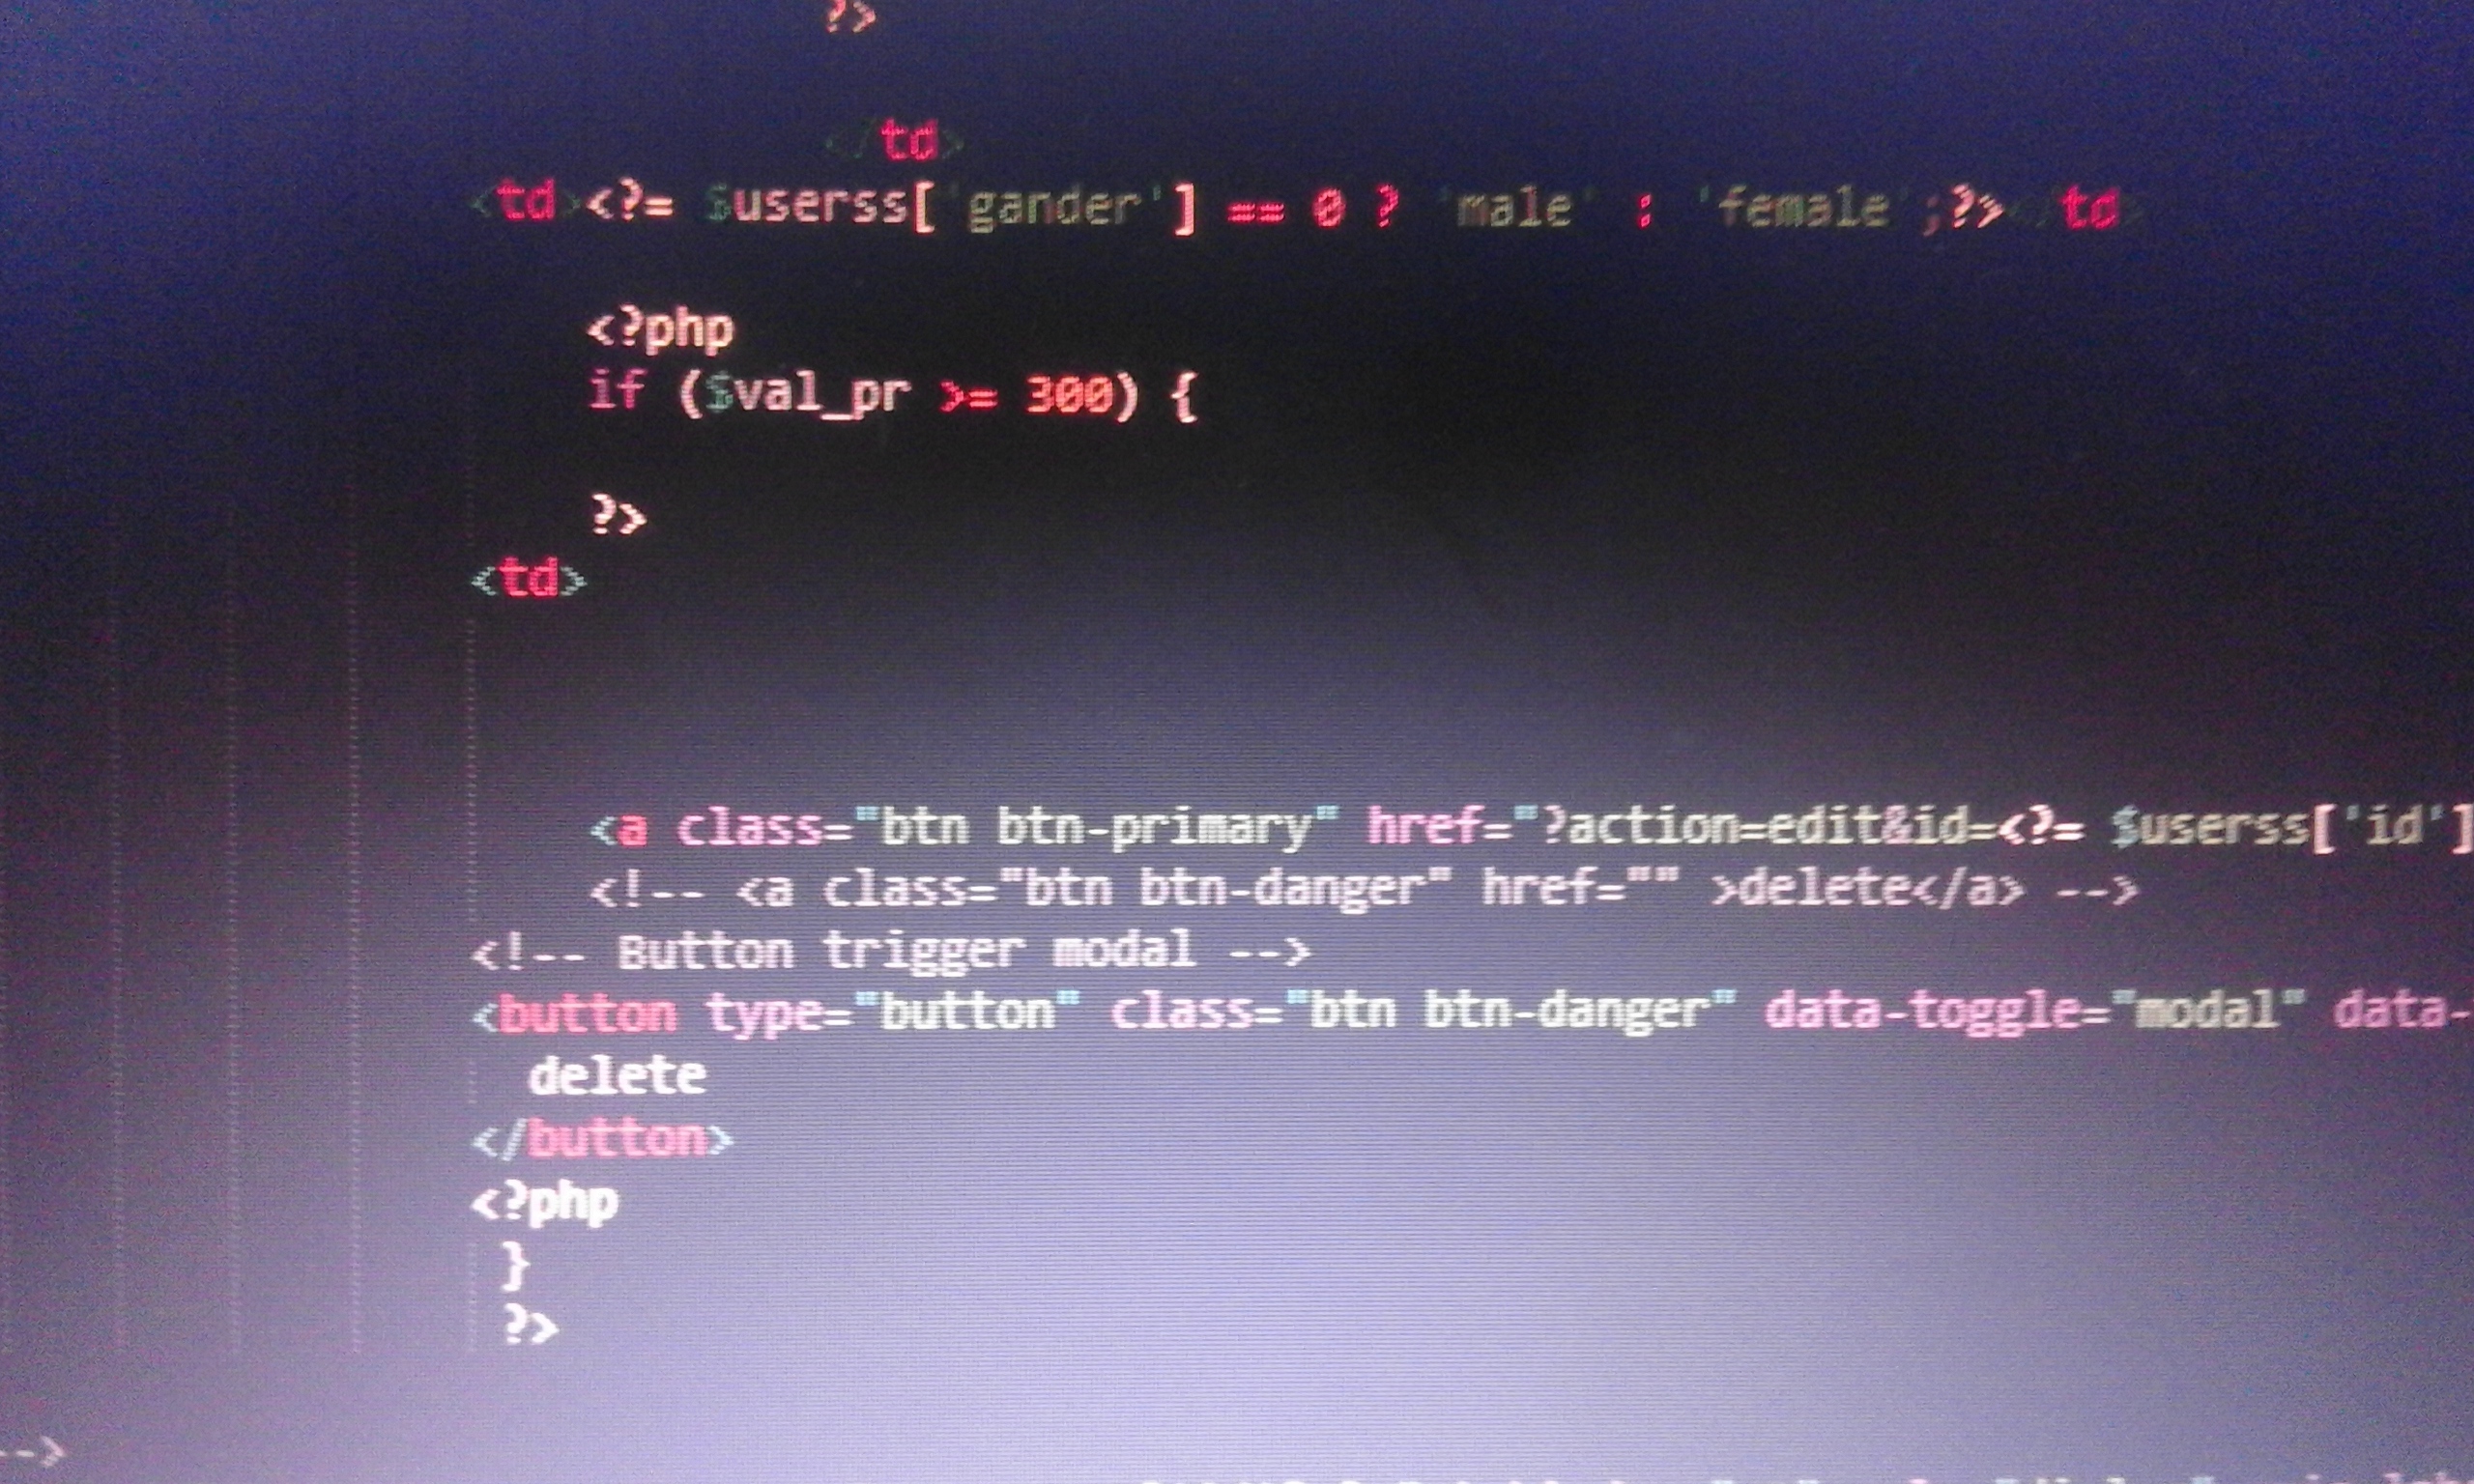 ?>
</td>
<td><?= $userss['gander'] == 0 ? 'male' : 'female';?></td>
<?php
if ($val_pr >= 300) {
?>
<td>
<a class="btn btn-primary" href="?action=edit&id=<?= $userss['id']
<!-- <a class="btn btn-danger" href="" >delete</a> -->
<!-- Button trigger modal -->
<button type="button" class="btn btn-danger" data-toggle="modal" data-
delete
</button>
<?php
}
?>
-->